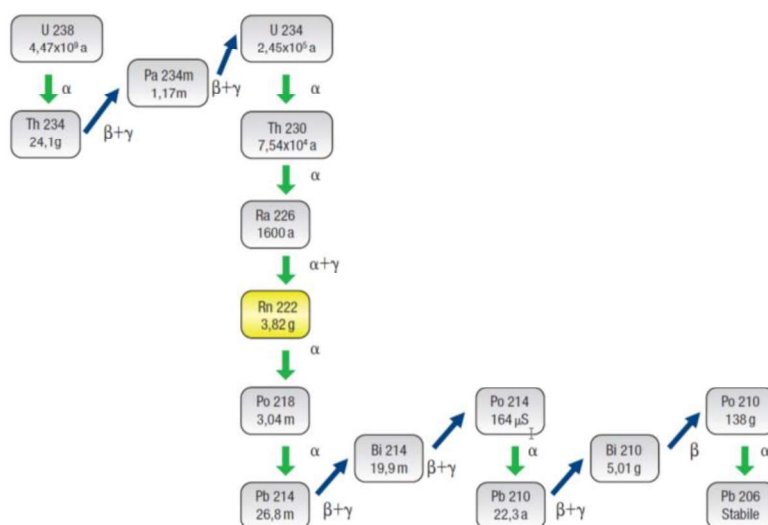 U 238
4,47x10⁹ a
α
Th 234
24,1g
β+γ
Pa 234m
1,17m
β+γ
U 234
2,45x10⁵ a
α
Th 230
7,54x10⁴ a
α
Ra 226
1600 a
α+γ
Rn 222
3,82 g
α
Po 218
3,04 m
α
Pb 214
26,8 m
β+γ
Bi 214
19,9 m
β+γ
Po 214
164 µS
α
Pb 210
22,3 a
β+γ
Bi 210
5,01 g
β
Po 210
138 g
α
Pb 206
Stabile